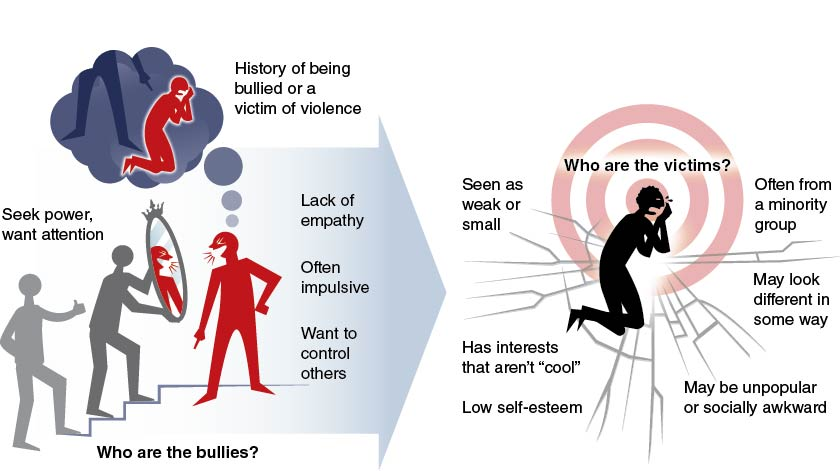 History of being
bullied or a
victim of violence
Seek power,
want attention
Lack of
empathy
Often
impulsive
Want to
control
others
Who are the bullies?
Who are the victims?
Seen as
weak or
small
Often from
a minority
group
May look
different in
some way
Has interests
that aren’t “cool”
Low self-esteem
May be unpopular
or socially awkward